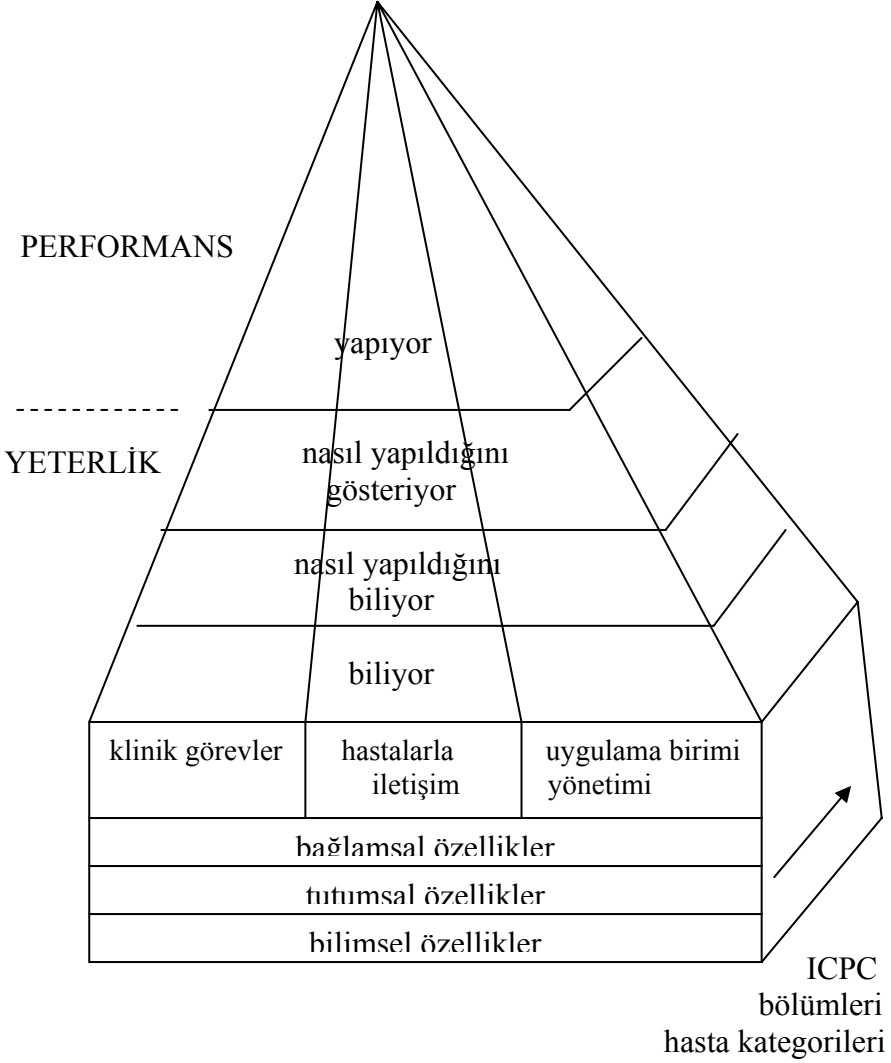 PERFORMANS
yapıyor
YETERLİK
nasıl yapıldığını
gösteriyor
nasıl yapıldığını
biliyor
biliyor
klinik görevler
hastalarla
iletişim
uygulama birimi
yönetimi
bağlamsal özellikler
tutumsal özellikler
bilimsel özellikler
ICPC
bölümleri
hasta kategorileri